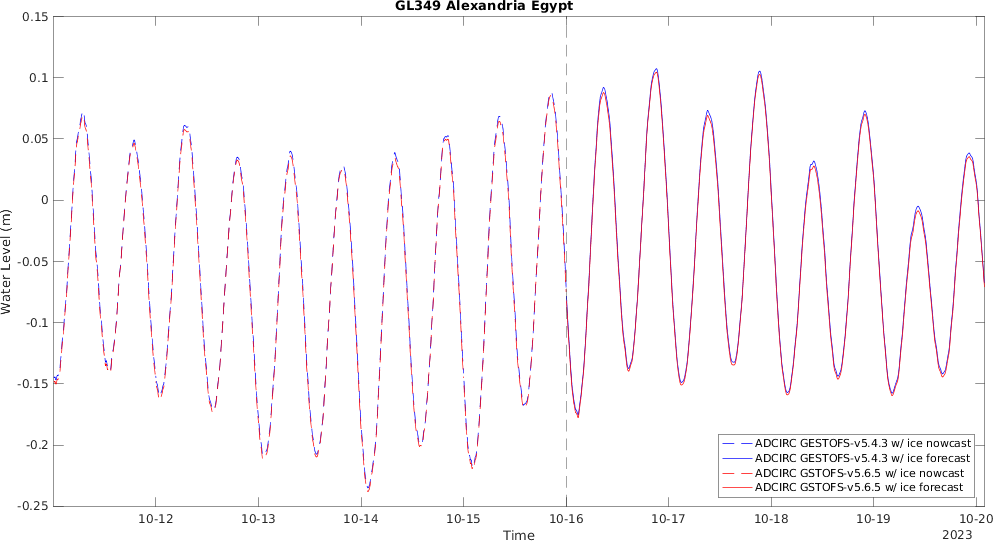 GL349 Alexandria Egypt
0.15
0.1
0.05
0
-0.05
-0.1
-0.15
-0.2
-0.25
Water Level (m)
ADCIRC GESTOFS-v5.4.3 w/ ice nowcast
ADCIRC GESTOFS-v5.4.3 w/ ice forecast
ADCIRC GSTOFS-v5.6.5 w/ ice nowcast
ADCIRC GSTOFS-v5.6.5 w/ ice forecast
10-12 10-13 10-14 10-15 10-16 10-17 10-18 10-19 10-20
Time
2023